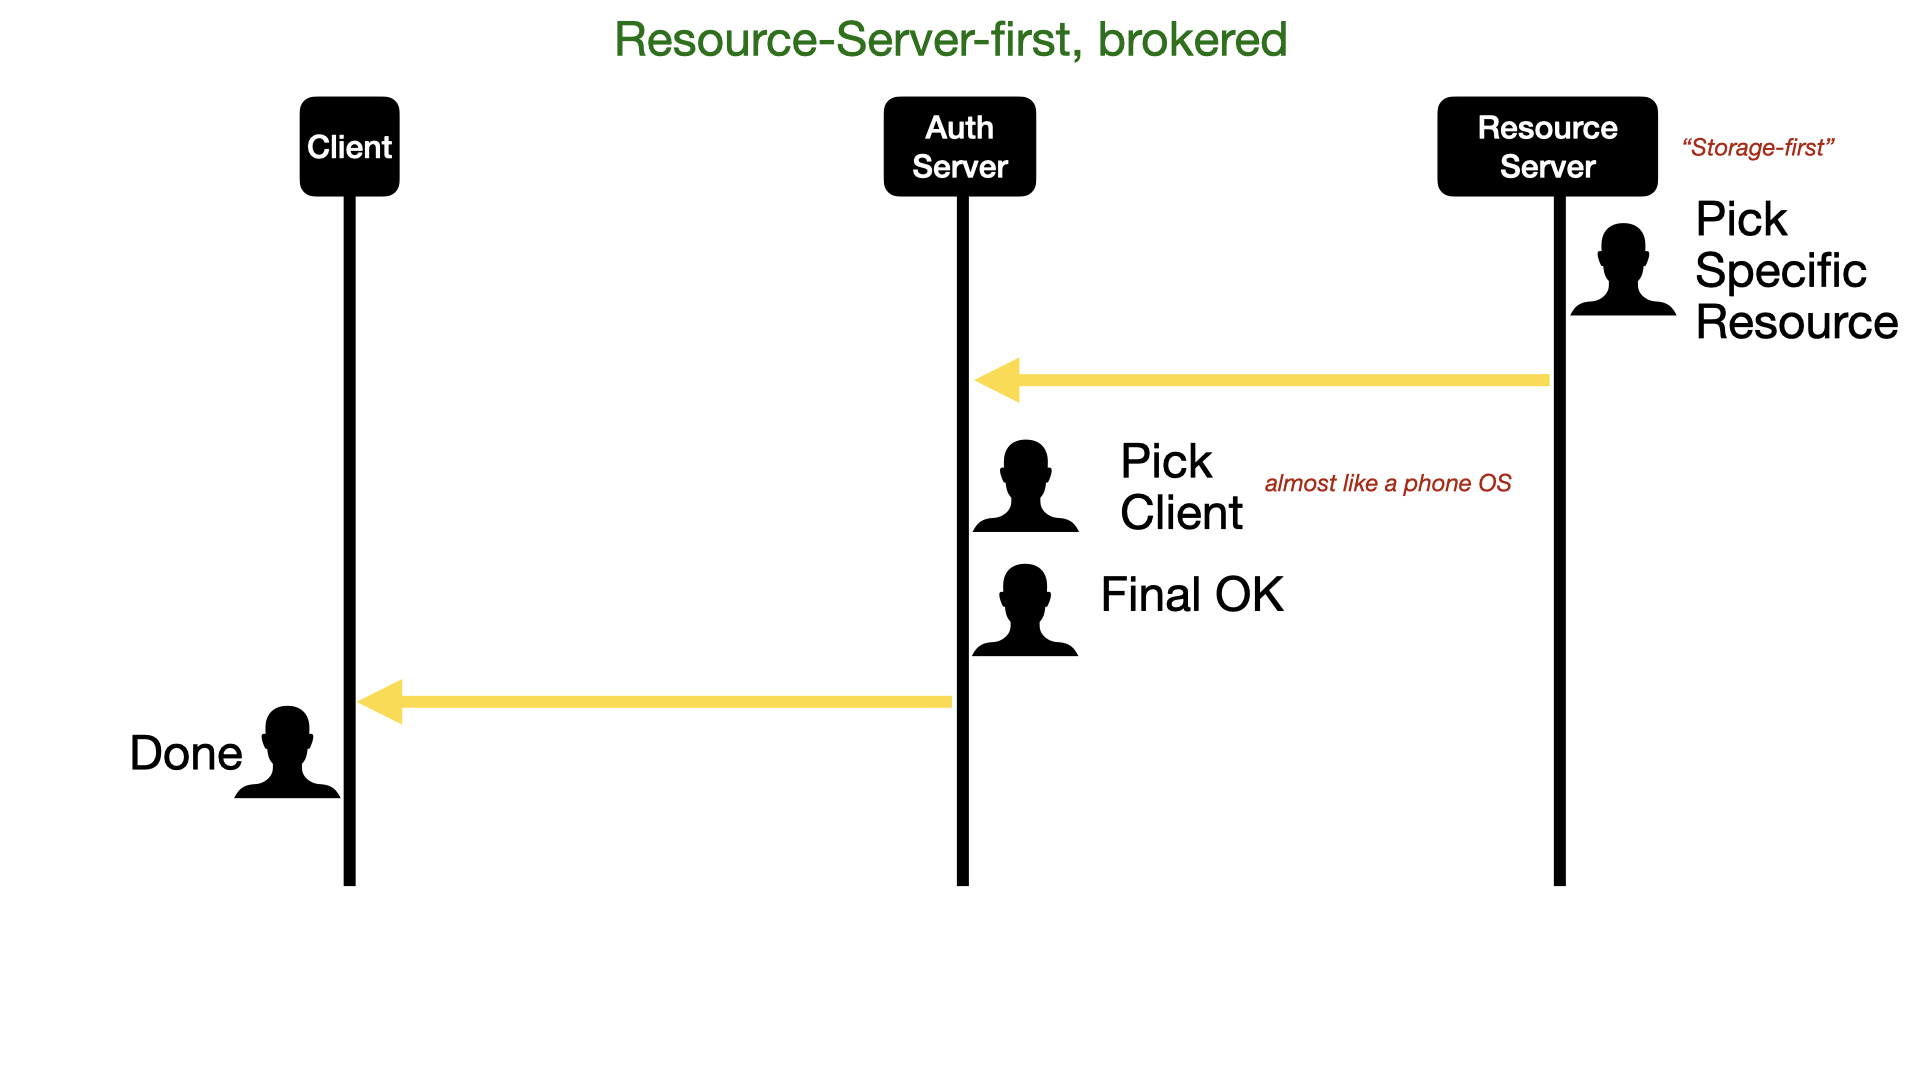 Resource-Server-first, brokered
Client
Auth
Server
Resource
Server
“Storage-first”
Pick
Specific
Resource
Pick
Client
almost like a phone OS
Final OK
Done